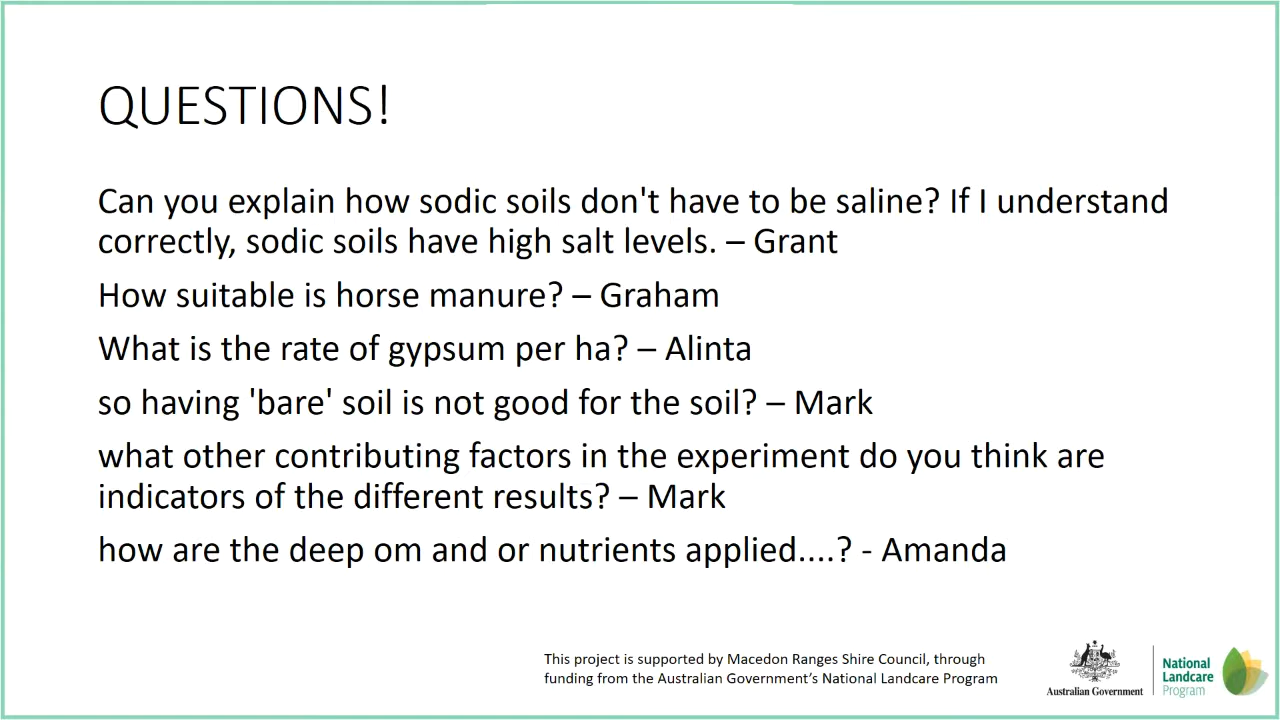 QUESTIONS!
Can you explain how sodic soils don't have to be saline? If I understand
correctly, sodic soils have high salt levels. – Grant
How suitable is horse manure? – Graham
What is the rate of gypsum per ha? – Alinta
so having 'bare' soil is not good for the soil? – Mark
what other contributing factors in the experiment do you think are
indicators of the different results? – Mark
how are the deep om and or nutrients applied....? - Amanda
This project is supported by Macedon Ranges Shire Council, through
funding from the Australian Government’s National Landcare Program
Australian Government
National
Landcare
Program